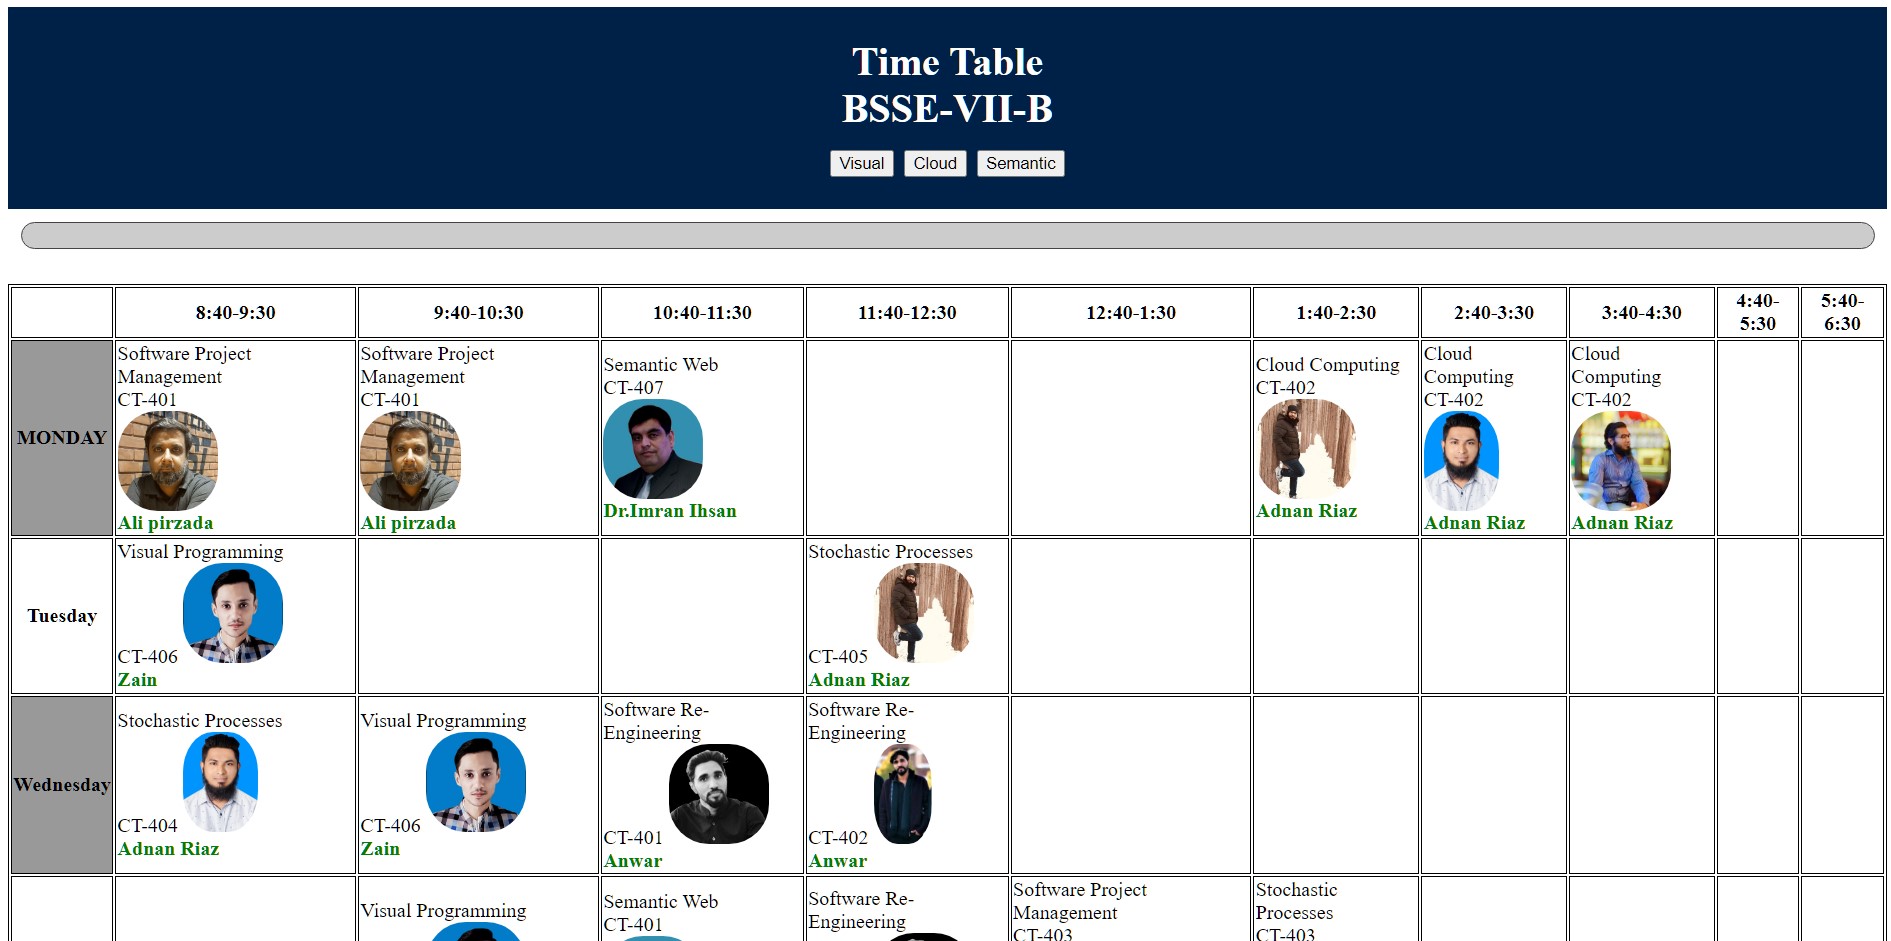 Time Table
BSSE-VII-B
Visual Cloud Semantic
8:40-9:30 9:40-10:30 10:40-11:30 11:40-12:30 12:40-1:30 1:40-2:30 2:40-3:30 3:40-4:30 4:40-5:30 5:40-6:30
MONDAY
Software Project
Management
CT-401
Ali pirzada
Software Project
Management
CT-401
Ali pirzada
Semantic Web
CT-407
Dr.Imran Ihsan
Cloud Computing
CT-402
Adnan Riaz
Cloud
Computing
CT-402
Adnan Riaz
Cloud
Computing
CT-402
Adnan Riaz
Tuesday
Visual Programming
CT-406
Zain
Stochastic Processes
CT-405
Adnan Riaz
Wednesday
Stochastic Processes
CT-404
Adnan Riaz
Visual Programming
CT-406
Zain
Software Re-
Engineering
CT-401
Anwar
Software Re-
Engineering
CT-402
Anwar
Visual Programming
Semantic Web
CT-401
Software Re-
Engineering
Software Project
Management
CT-403
Stochastic
Processes
CT-403